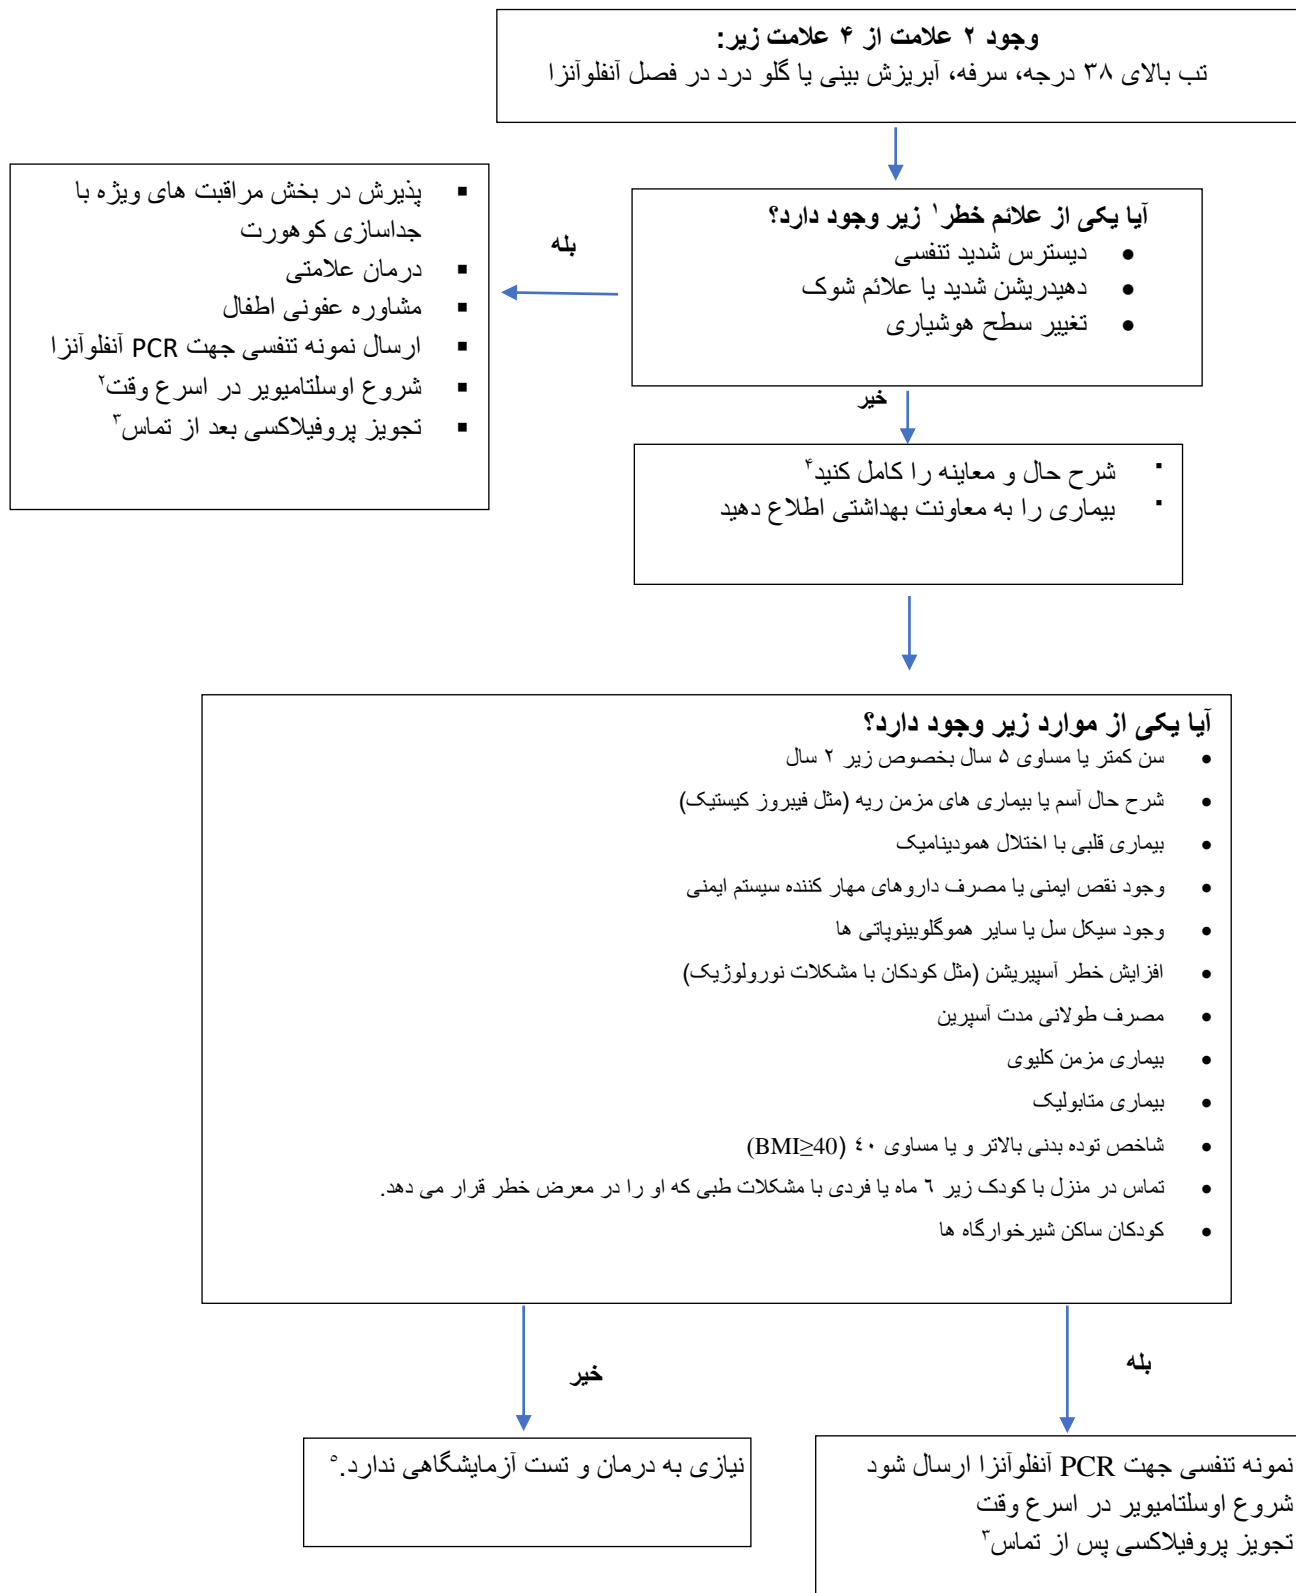 وجود ۲ علامت از ۴ علامت زیر:
تب بالای ۳۸ درجه، سرفه، آبریزش بینی یا گلو درد در فصل آنفلوآنزا
آیا یکی از علائم خطر۱ زیر وجود دارد؟
● دیسترس شدید تنفسی
● دهیدریشن شدید یا علائم شوک
● تغییر سطح هوشیاری
بله
▪ پذیرش در بخش مراقبت های ویژه با
جداسازی کوهورت
▪ درمان علامتی
▪ مشاوره عفونی اطفال
▪ ارسال نمونه تنفسی جهت PCR آنفلوآنزا
▪ شروع اوسلتامیویر در اسرع وقت۲
▪ تجویز پروفیلاکسی بعد از تماس۳
خیر
▪ شرح حال و معاینه را کامل کنید۴
▪ بیماری را به معاونت بهداشتی اطلاع دهید
آیا یکی از موارد زیر وجود دارد؟
● سن کمتر یا مساوی ۵ سال بخصوص زیر ۲ سال
● شرح حال آسم یا بیماری های مزمن ریه (مثل فیبروز کیستیک)
● بیماری قلبی با اختلال همودینامیک
● وجود نقص ایمنی یا مصرف داروهای مهار کننده سیستم ایمنی
● وجود سیکل سل یا سایر هموگلوبینوپاتی ها
● افزایش خطر آسپیریشن (مثل کودکان با مشکلات نورولوژیک)
● مصرف طولانی مدت آسپرین
● بیماری مزمن کلیوی
● بیماری متابولیک
● شاخص توده بدنی بالاتر و یا مساوی ٤٠ (BMI≥40)
● تماس در منزل با کودک زیر ٦ ماه یا فردی با مشکلات طبی که او را در معرض خطر قرار می دهد.
● کودکان ساکن شیرخوارگاه ها
بله
خیر
نمونه تنفسی جهت PCR آنفلوآنزا ارسال شود
شروع اوسلتامیویر در اسرع وقت
تجویز پروفیلاکسی پس از تماس۳
نیازی به درمان و تست آزمایشگاهی ندارد.۵